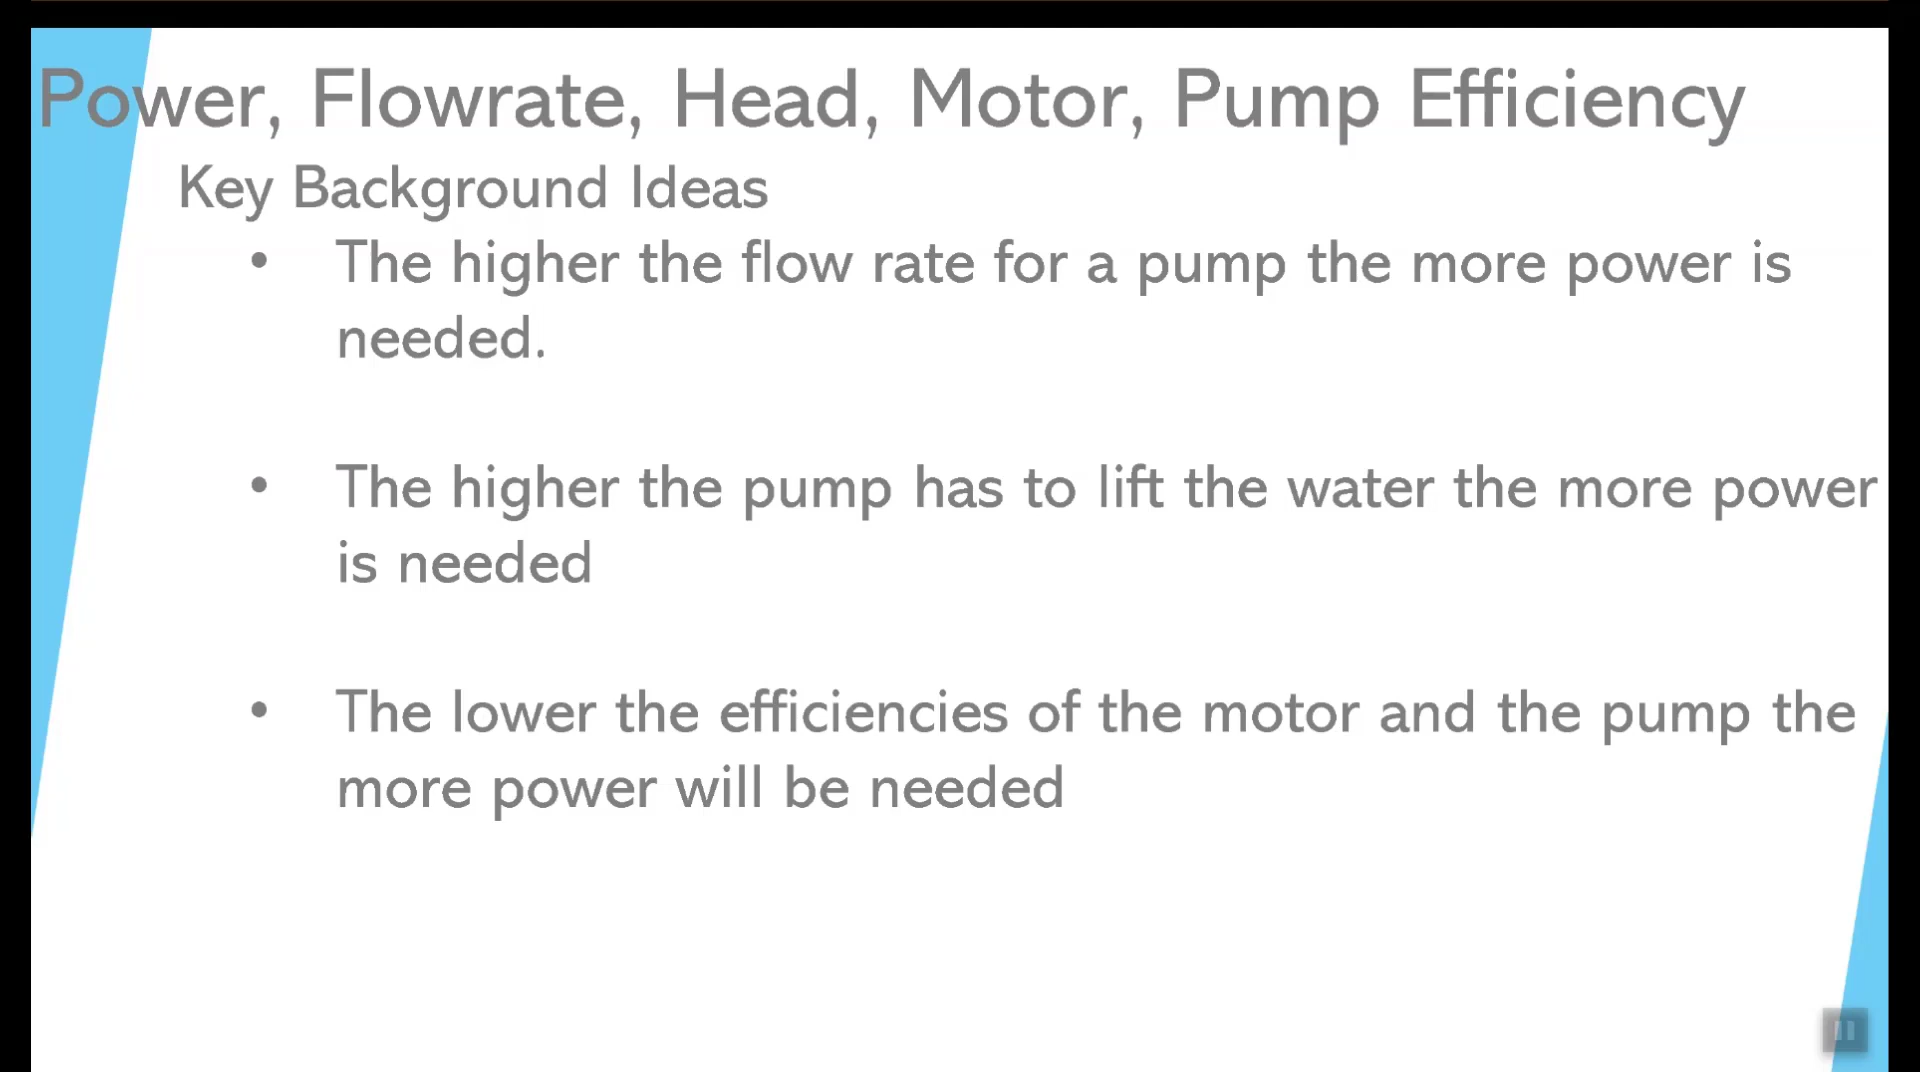 Power, Flowrate, Head, Motor, Pump Efficiency
Key Background Ideas
• The higher the flow rate for a pump the more power is
needed.
• The higher the pump has to lift the water the more power
is needed
• The lower the efficiencies of the motor and the pump the
more power will be needed